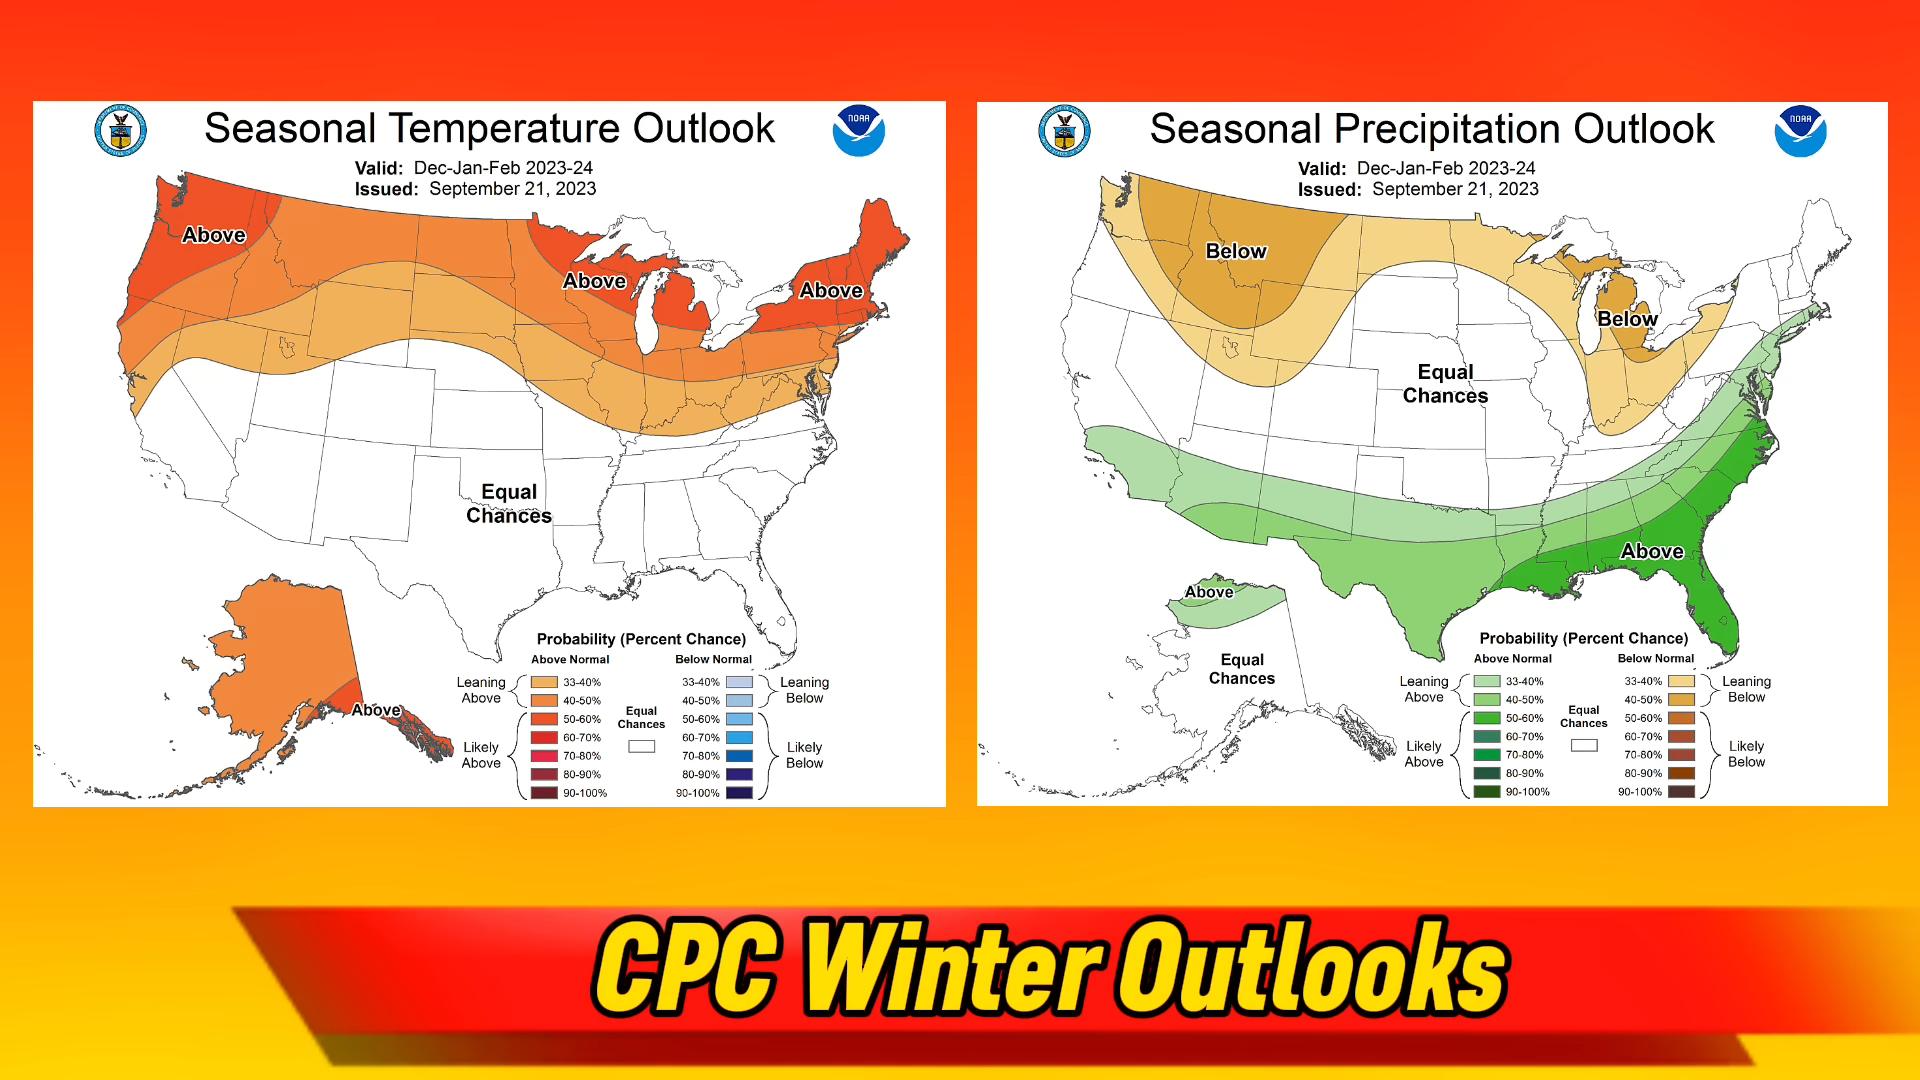 Seasonal Temperature Outlook
NOAA
Valid: Dec-Jan-Feb 2023-24
Issued: September 21, 2023
Above
Above
Above
Equal
Chances
Above
Probability (Percent Chance)
Above Normal
Below Normal
Leaning
Above
33-40%
40-50%
50-60%
60-70%
70-80%
80-90%
90-100%
Likely
Above
Equal
Chances
33-40%
40-50%
50-60%
60-70%
70-80%
80-90%
90-100%
Leaning
Below
Likely
Below
Seasonal Precipitation Outlook
NOAA
Valid: Dec-Jan-Feb 2023-24
Issued: September 21, 2023
Below
Below
Equal
Chances
Above
Above
Equal
Chances
Probability (Percent Chance)
Above Normal
Below Normal
Leaning
Above
33-40%
40-50%
50-60%
60-70%
70-80%
80-90%
90-100%
Likely
Above
Equal
Chances
33-40%
40-50%
50-60%
60-70%
70-80%
80-90%
90-100%
Leaning
Below
Likely
Below
CPC Winter Outlooks